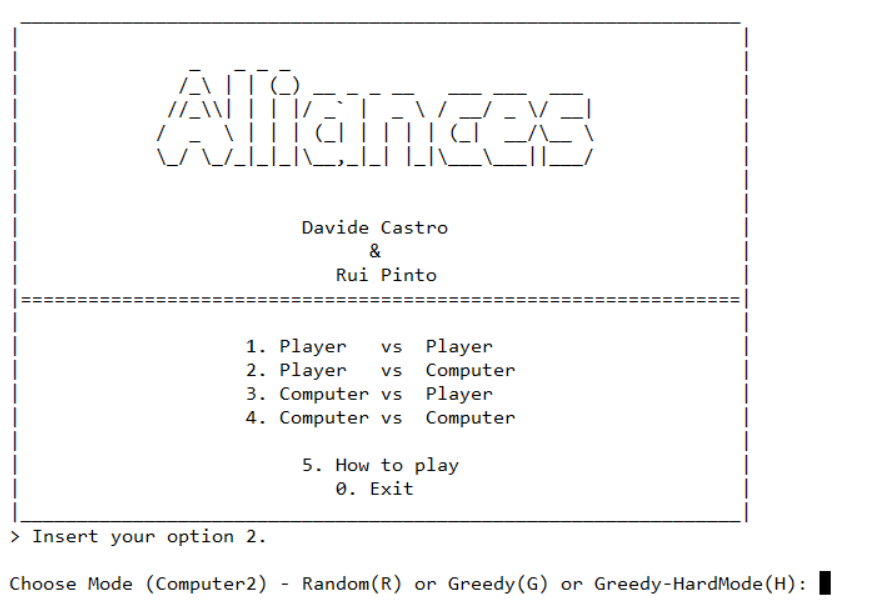 Aliances
Davide Castro
&
Rui Pinto
1. Player vs Player
2. Player vs Computer
3. Computer vs Player
4. Computer vs Computer
5. How to play
0. Exit
> Insert your option 2.
Choose Mode (Computer2) - Random(R) or Greedy(G) or Greedy-HardMode(H):